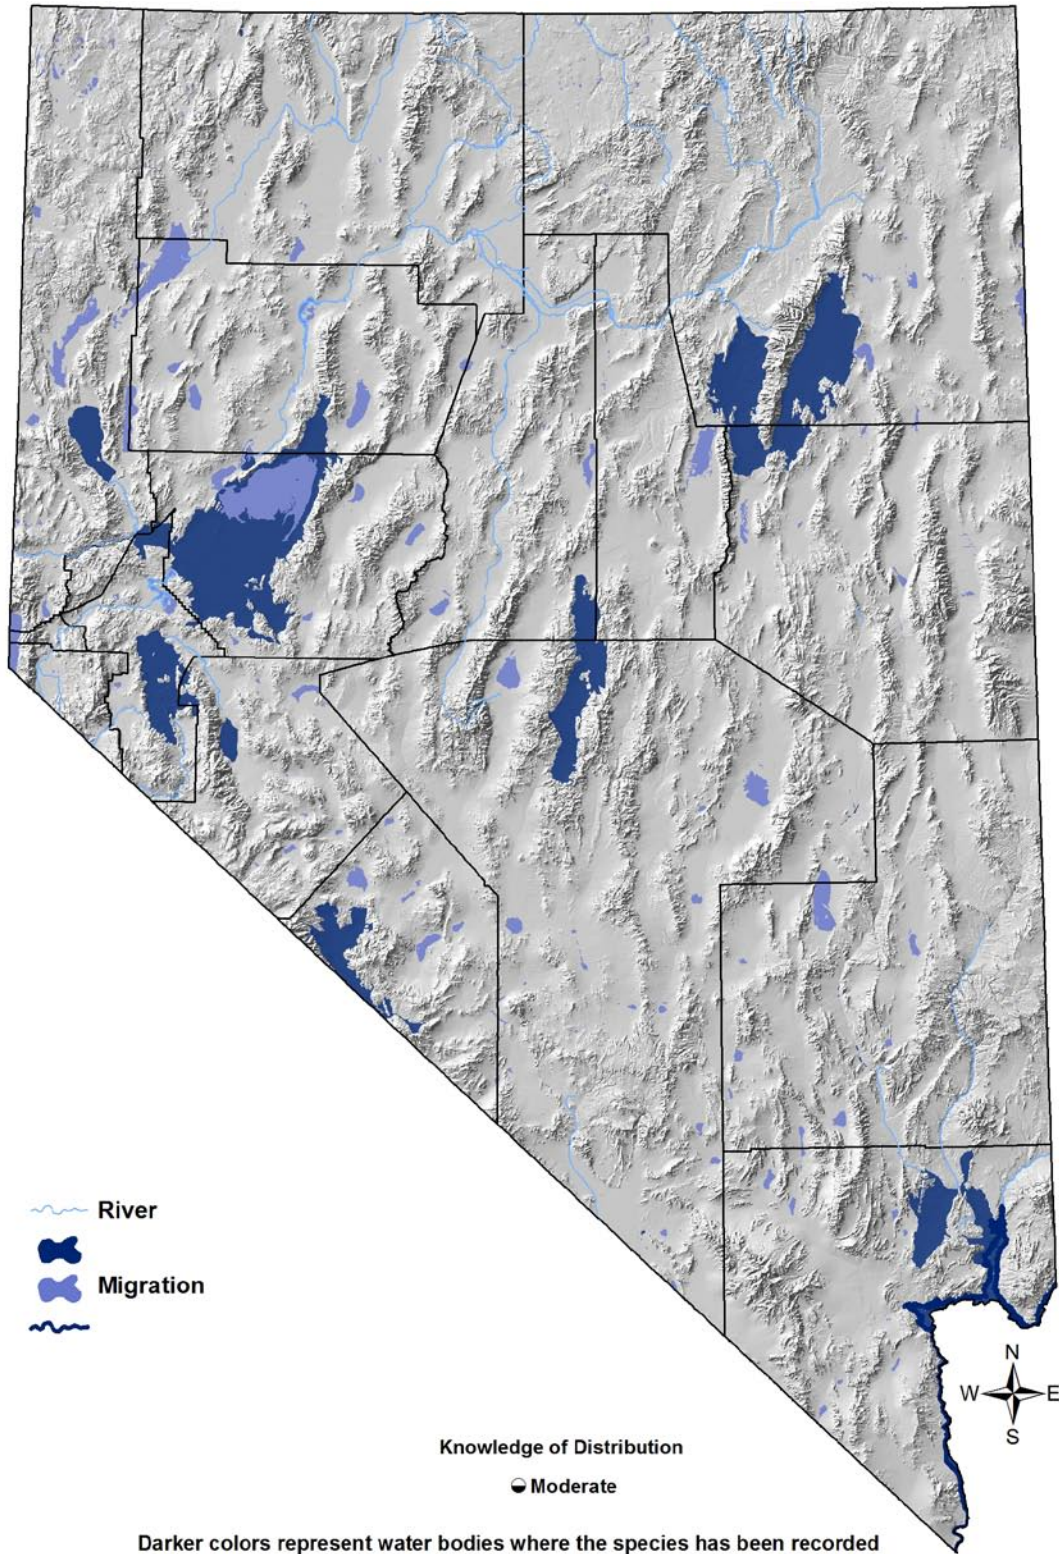 River
Migration
N
W E
S
Knowledge of Distribution
Moderate
Darker colors represent water bodies where the species has been recorded